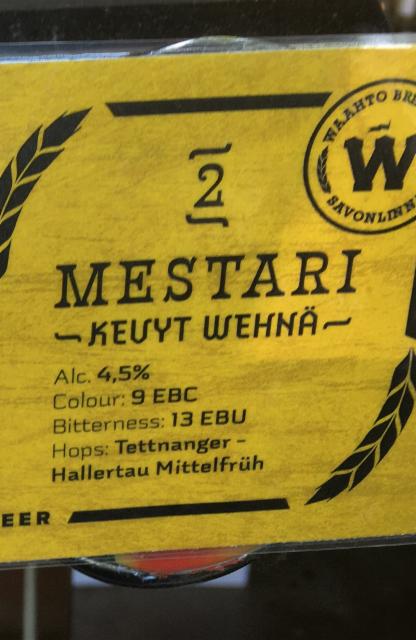 WAAHTO
W
SAVONLINN
2
MESTARI
KEVYT WEHNÄ
Alc. 4,5%
Colour: 9 EBC
Bitterness: 13 EBU
Hops: Tettnanger -
Hallertau Mittelfrüh
EER